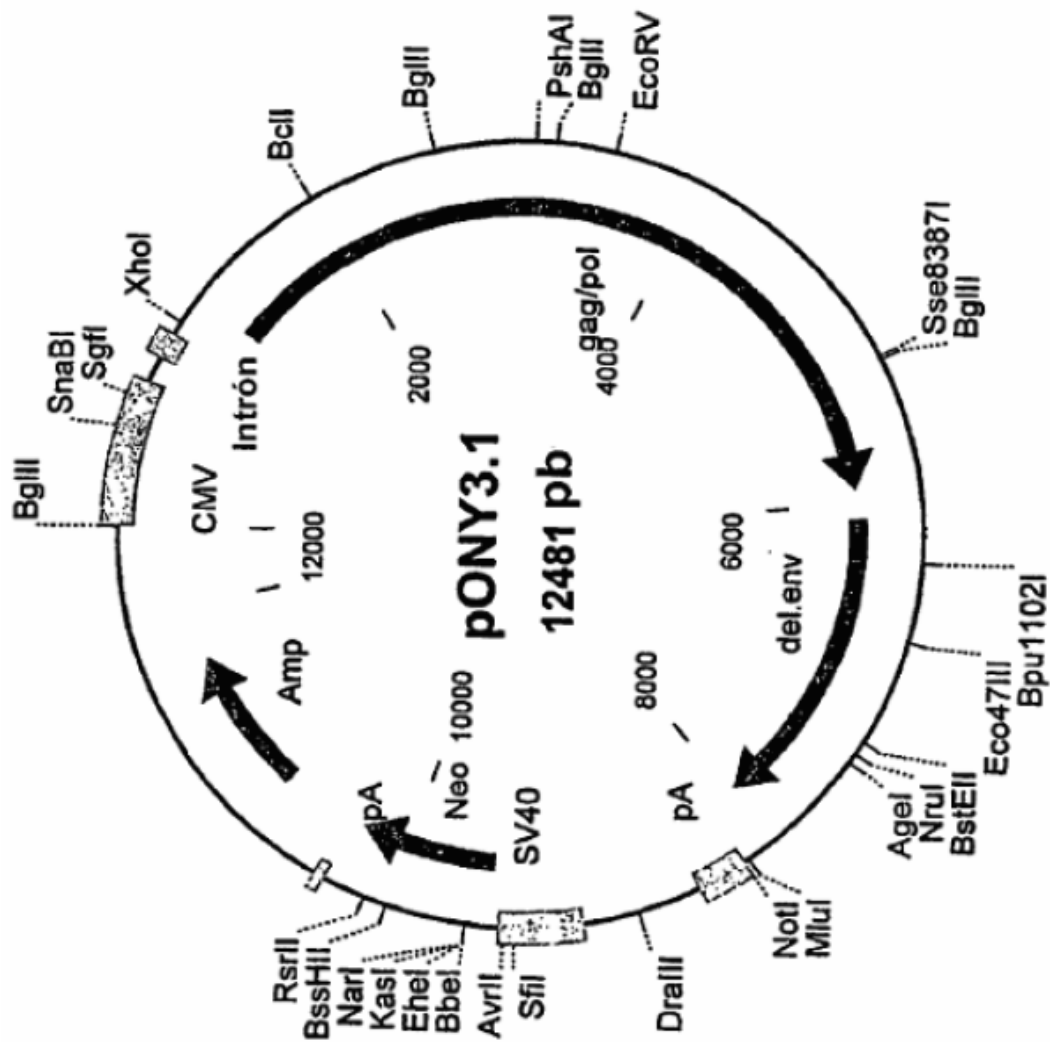 BglII
SnaBI
SgfI
XhoI
BclI
BglII
PshAI
BglII
EcoRV
Sse8387I
BglII
CMV
Intrón
2000
gag/pol
4000
12000
Amp
pONY3.1
12481 pb
10000
Neo
pA
SV40
6000
del.env
8000
pA
RsrII
BssHII
NarI
KasI
EheI
BbeI
AvrII
SfiI
DraIII
NotI
MluI
AgeI
NruI
BstEII
Eco47III
Bpu1102I